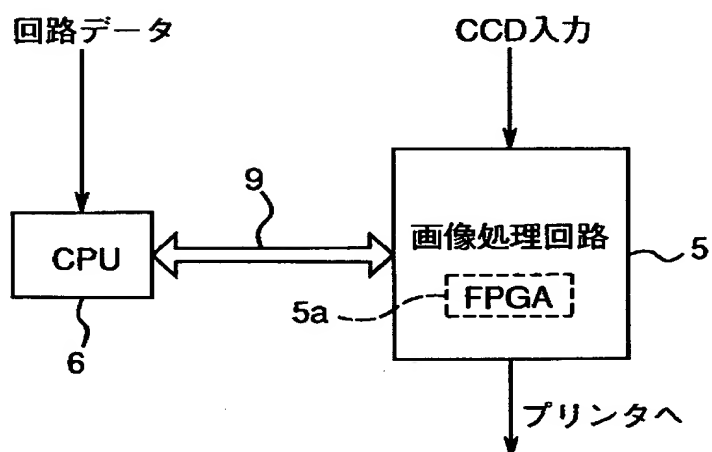 回路データ
CCD入力
9
CPU
画像処理回路
5
5a
FPGA
6
プリンタへ